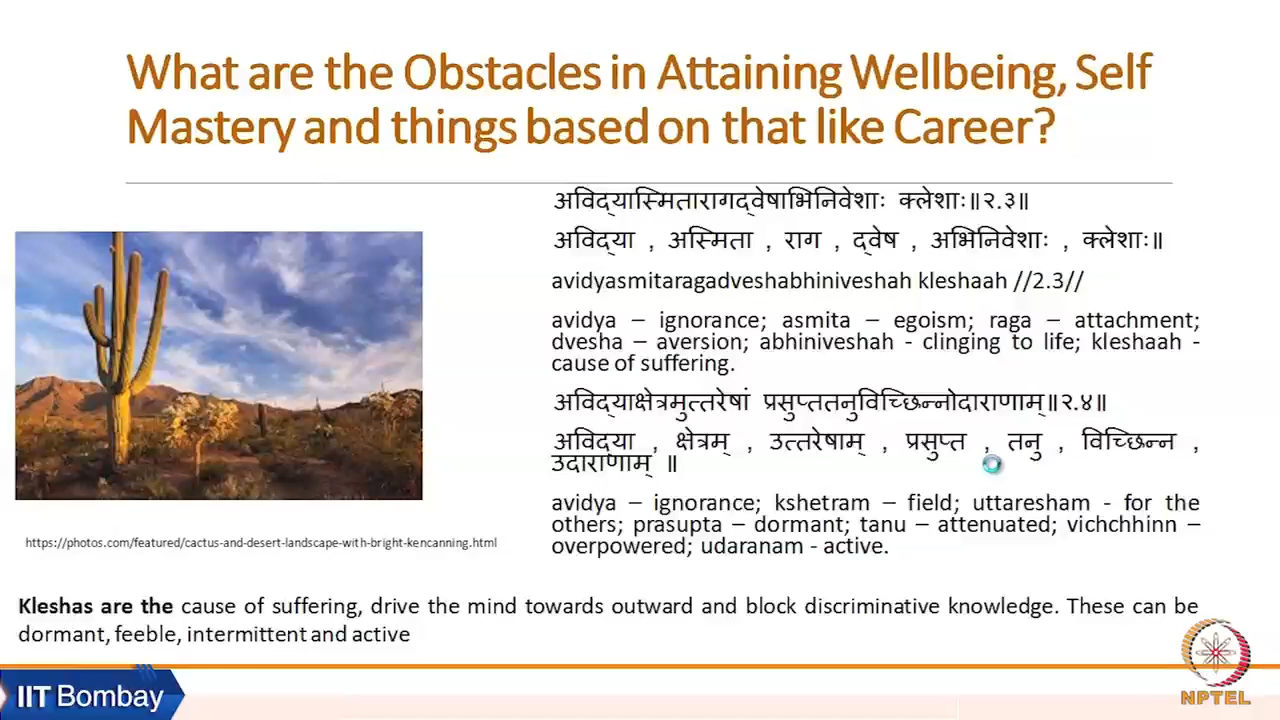 What are the Obstacles in Attaining Wellbeing, Self
Mastery and things based on that like Career?
अविद्यास्मितारागद्वेषाभिनिवेशाः क्लेशाः॥२.३॥
अविद्या , अस्मिता , राग , द्वेष , अभिनिवेशाः , क्लेशाः॥
avidyasmitaragadveshabhiniveshah kleshaah //2.3//
avidya – ignorance; asmita – egoism; raga – attachment;
dvesha – aversion; abhiniveshah - clinging to life; kleshaah -
cause of suffering.
अविद्याक्षेत्रमुत्तरेषां प्रसुप्ततनुविच्छिन्नोदाराणाम्॥२.४॥
अविद्या , क्षेत्रम् , उत्तरेषाम् , प्रसुप्त , तनु , विच्छिन्न ,
उदाराणाम् ॥
avidya – ignorance; kshetram – field; uttaresham - for the
others; prasupta – dormant; tanu – attenuated; vichchhinn –
overpowered; udaranam - active.
https://photos.com/featured/cactus-and-desert-landscape-with-bright-kencanning.html
Kleshas are the cause of suffering, drive the mind towards outward and block discriminative knowledge. These can be
dormant, feeble, intermittent and active
IIT Bombay
NPTEL